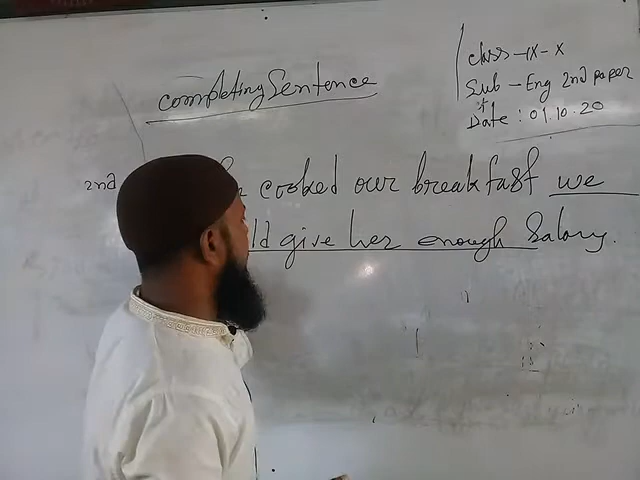 Class - IX - X
Sub - Eng 2nd paper
Date : 01.10.20
Completing Sentence
2nd cooked our breakfast we
give her enough Salary.